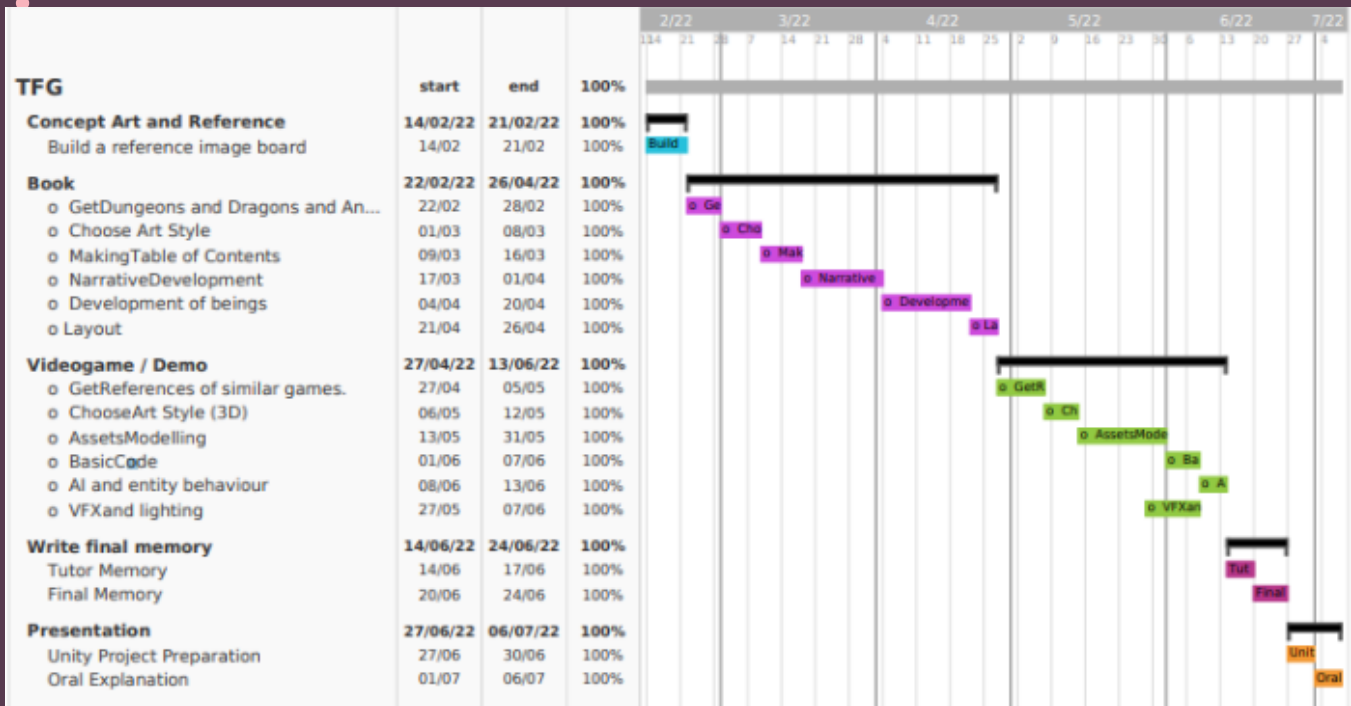 2/22 3/22 4/22 5/22 6/22 7/22
14 21 28 7 14 21 28 4 11 18 25 2 9 16 23 30 6 13 20 27 4
TFG start end 100%
Concept Art and Reference 14/02/22 21/02/22 100%
Build a reference image board 14/02 21/02 100% Build
Book 22/02/22 26/04/22 100%
o GetDungeons and Dragons and An... 22/02 28/02 100% o Ge
o Choose Art Style 01/03 08/03 100% o Cho
o MakingTable of Contents 09/03 16/03 100% o Mak
o NarrativeDevelopment 17/03 01/04 100% o Narrative
o Development of beings 04/04 20/04 100% o Developme
o Layout 21/04 26/04 100% o La
Videogame / Demo 27/04/22 13/06/22 100%
o GetReferences of similar games. 27/04 05/05 100% o GetR
o ChooseArt Style (3D) 06/05 12/05 100% o Ch
o AssetsModelling 13/05 31/05 100% o AssetsMode
o BasicCode 01/06 07/06 100% o Ba
o AI and entity behaviour 08/06 13/06 100% o A
o VFXand lighting 27/05 07/06 100% o VFXan
Write final memory 14/06/22 24/06/22 100%
Tutor Memory 14/06 17/06 100% Tut
Final Memory 20/06 24/06 100% Final
Presentation 27/06/22 06/07/22 100%
Unity Project Preparation 27/06 30/06 100% Unit
Oral Explanation 01/07 06/07 100% Oral